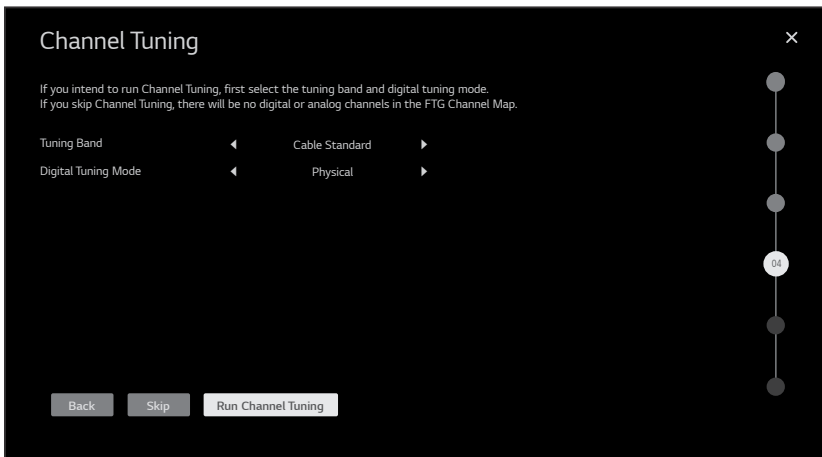 Channel Tuning
If you intend to run Channel Tuning, first select the tuning band and digital tuning mode.
If you skip Channel Tuning, there will be no digital or analog channels in the FTG Channel Map.
Tuning Band Cable Standard
Digital Tuning Mode Physical
04
Back Skip Run Channel Tuning